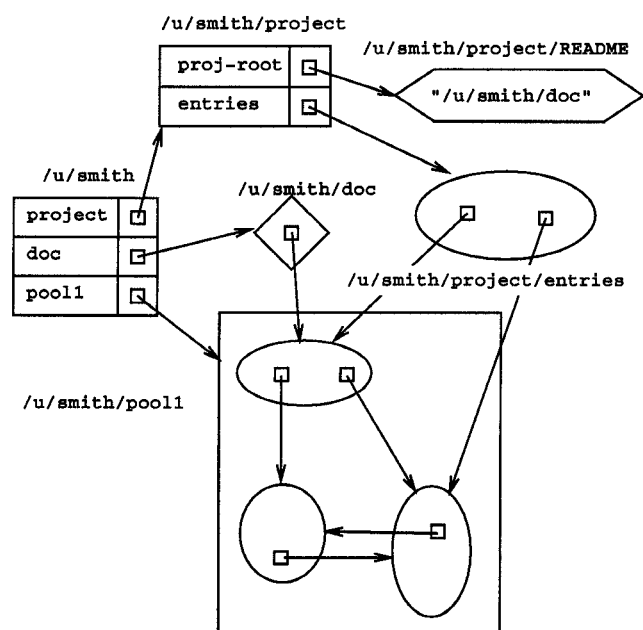 /u/smith/project
/u/smith/project/README
proj-root
"/u/smith/doc"
entries
/u/smith
/u/smith/doc
project
doc
/u/smith/project/entries
pool1
/u/smith/pool1